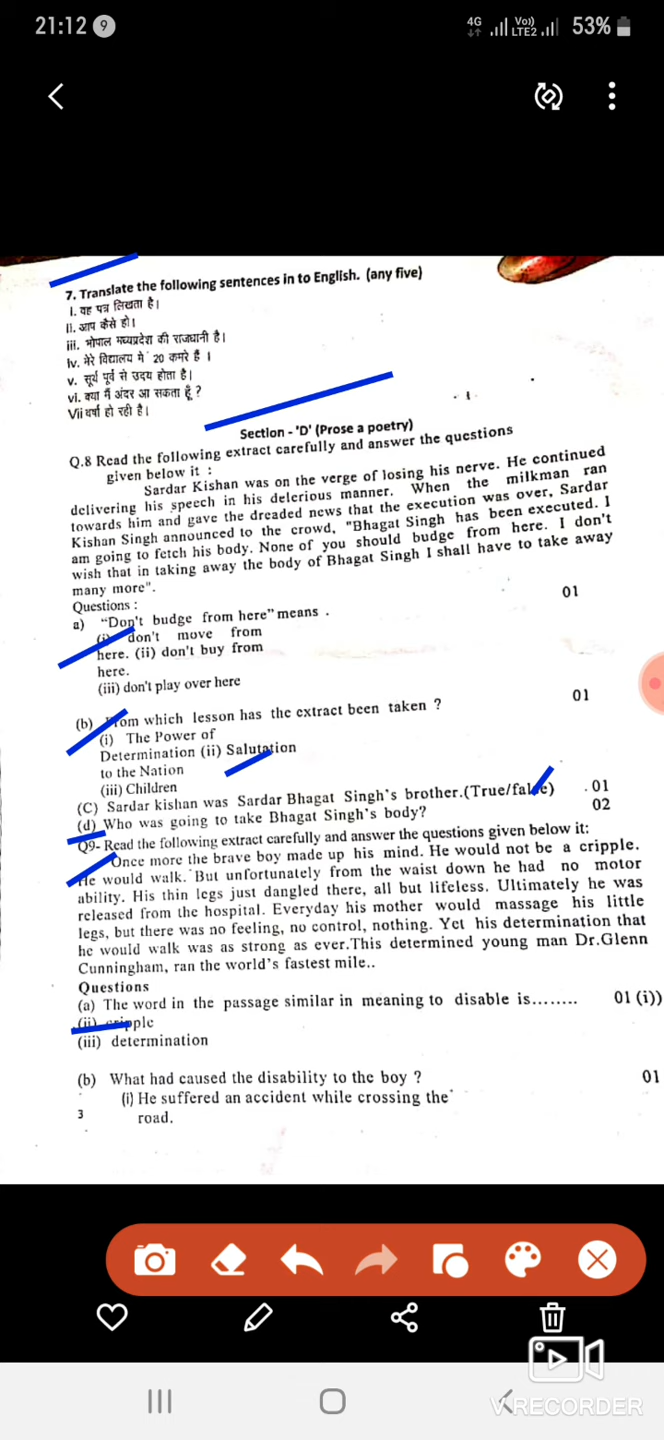 21:12 9 4G Vo)) LTE2 53%
7. Translate the following sentences in to English. (any five)
I. वह पत्र लिखता है।
II. आप कैसे हो।
iii. भोपाल मध्यप्रदेश की राजधानी है।
Iv. मेरे विद्यालय मे 20 कमरे हैं ।
v. सूर्य पूर्व से उदय होता है।
vi. क्या मैं अंदर आ सकता हूँ ?
Vii वर्षा हो रही है।
Section - 'D' (Prose a poetry)
Q.8 Read the following extract carefully and answer the questions
given below it :
Sardar Kishan was on the verge of losing his nerve. He continued
delivering his speech in his delerious manner. When the milkman ran
towards him and gave the dreaded news that the execution was over, Sardar
Kishan Singh announced to the crowd, "Bhagat Singh has been executed. I
am going to fetch his body. None of you should budge from here. I don't
wish that in taking away the body of Bhagat Singh I shall have to take away
many more".
Questions :
a) “Don't budge from here” means . 01
(i) don't move from
here. (ii) don't buy from
here.
(iii) don't play over here
(b) From which lesson has the extract been taken ? 01
(i) The Power of
Determination (ii) Salutation
to the Nation
(iii) Children
(C) Sardar kishan was Sardar Bhagat Singh's brother.(True/false) . 01
(d) Who was going to take Bhagat Singh's body? 02
Q9- Read the following extract carefully and answer the questions given below it:
Once more the brave boy made up his mind. He would not be a cripple.
He would walk. But unfortunately from the waist down he had no motor
ability. His thin legs just dangled there, all but lifeless. Ultimately he was
released from the hospital. Everyday his mother would massage his little
legs, but there was no feeling, no control, nothing. Yet his determination that
he would walk was as strong as ever.This determined young man Dr.Glenn
Cunningham, ran the world's fastest mile..
Questions
(a) The word in the passage similar in meaning to disable is........ 01 (i))
(ii) cripple
(iii) determination
(b) What had caused the disability to the boy ? 01
(i) He suffered an accident while crossing the
3 road.
V RECORDER